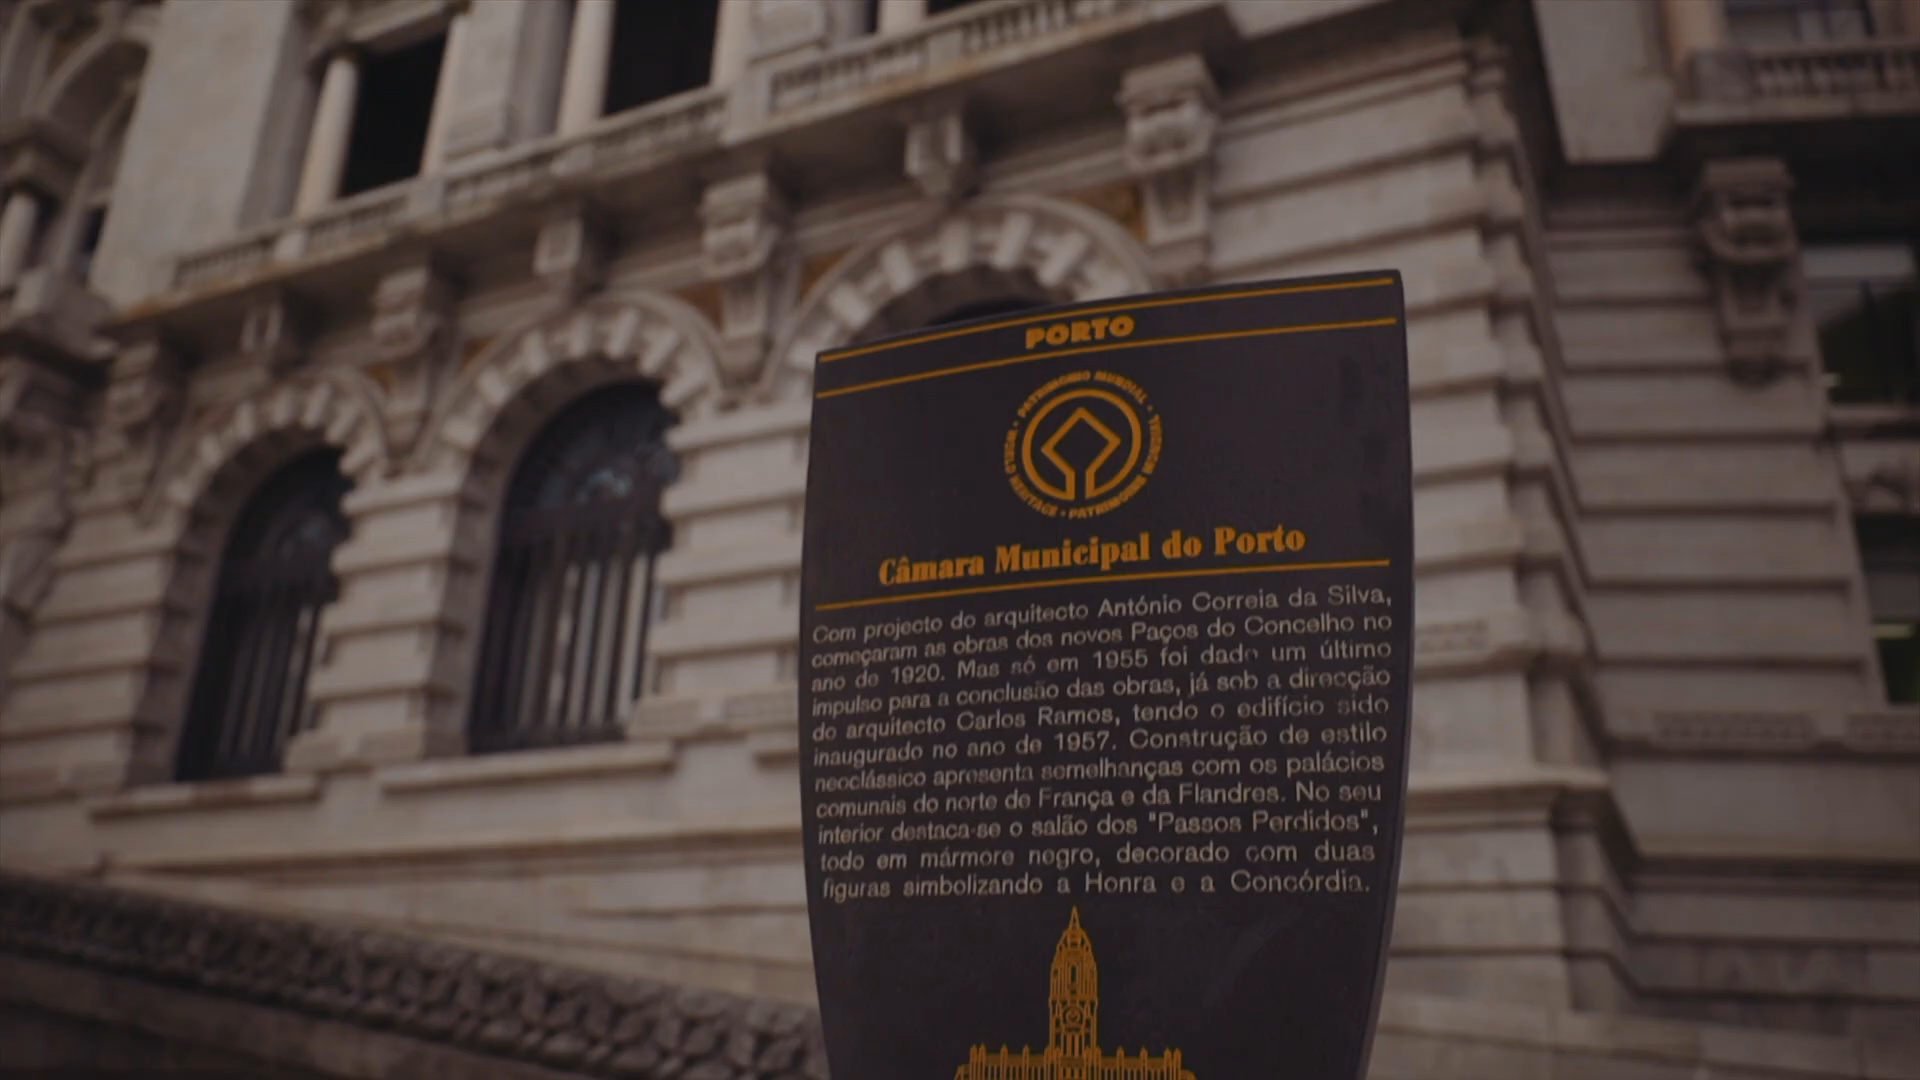 PORTO
PATRIMONIO MUNDIAL • WORLD HERITAGE • PATRIMOINE MONDIAL •
Câmara Municipal do Porto
Com projecto do arquitecto António Correia da Silva,
começaram as obras dos novos Paços do Concelho no
ano de 1920. Mas só em 1955 foi dado um último
impulso para a conclusão das obras, já sob a direcção
do arquitecto Carlos Ramos, tendo o edifício sido
inaugurado no ano de 1957. Construção de estilo
neoclássico apresenta semelhanças com os palácios
comunais do norte de França e da Flandres. No seu
interior destaca-se o salão dos "Passos Perdidos",
todo em mármore negro, decorado com duas
figuras simbolizando a Honra e a Concórdia.